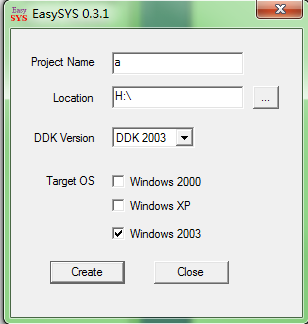 Easy
SYS
EasySYS 0.3.1
Project Name
a
Location
H:\
...
DDK Version
DDK 2003
Target OS
Windows 2000
Windows XP
Windows 2003
Create
Close